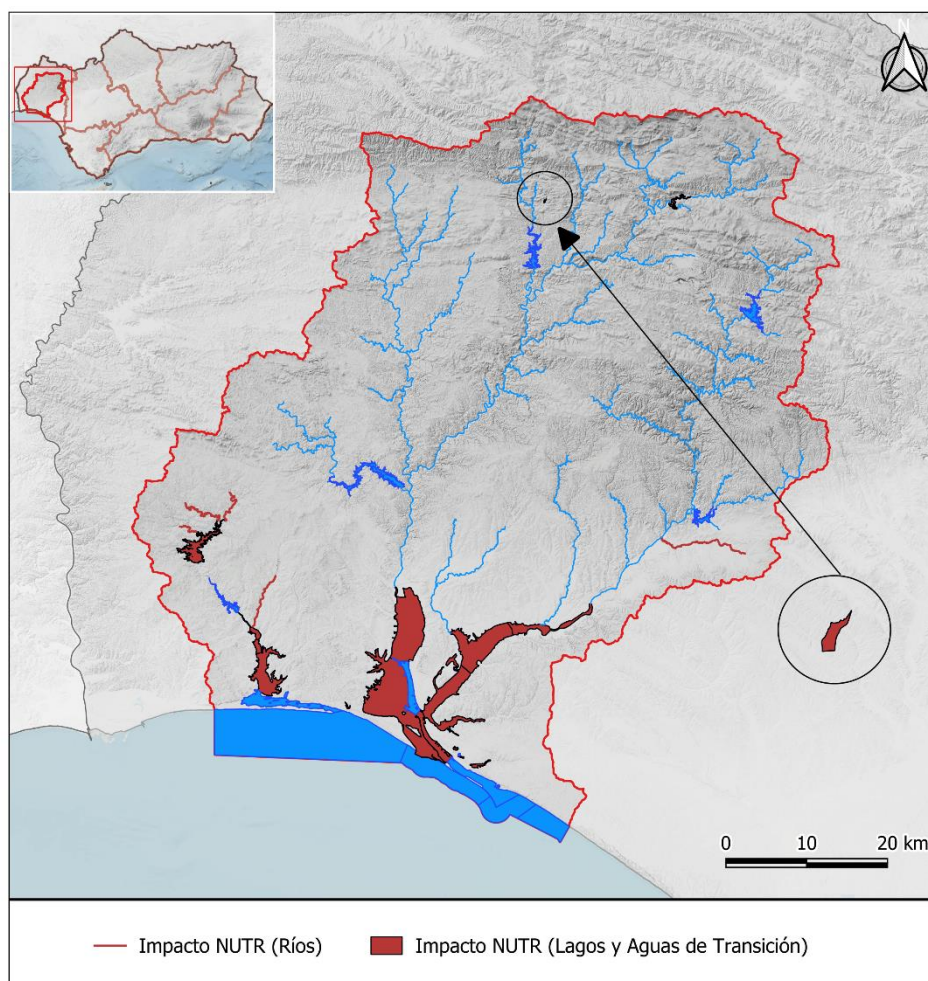 N
0 10 20 km
Impacto NUTR (Ríos)
Impacto NUTR (Lagos y Aguas de Transición)